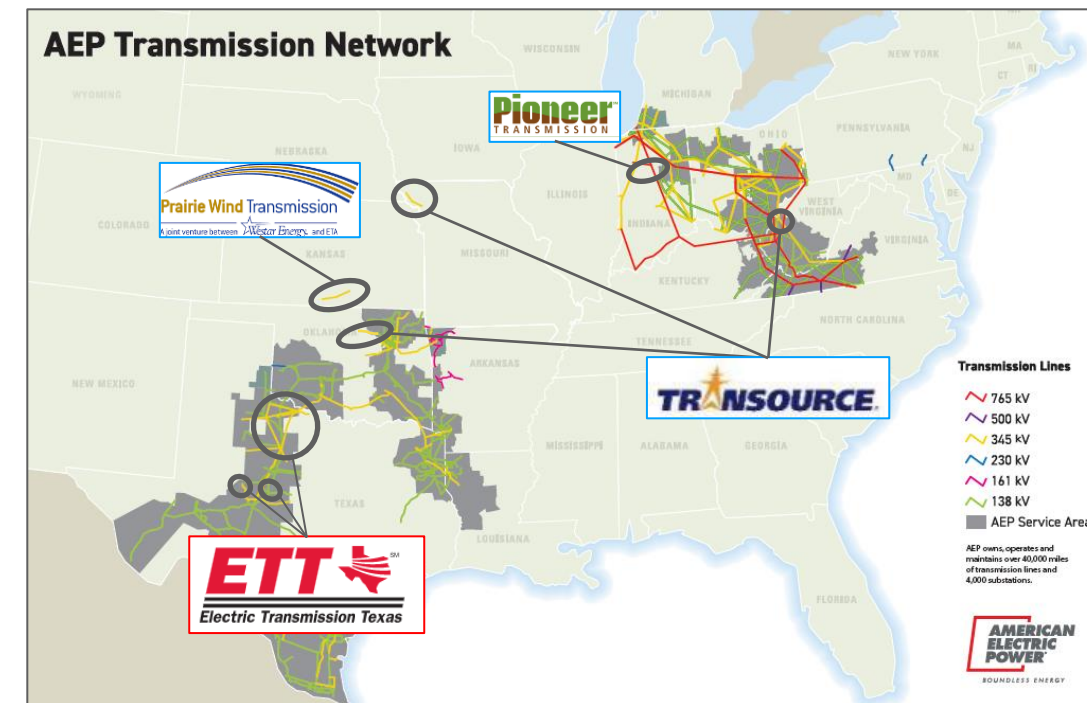 AEP Transmission Network
WISCONSIN
NEW YORK
MA
CT
RI
WYOMING
MICHIGAN
Pioneer
TRANSMISSION
OHIO
PENNSYLVANIA
NJ
NEBRASKA
IOWA
MD
DE
Prairie Wind Transmission
A joint venture between Westar Energy and ETA
ILLINOIS
INDIANA
WEST
VIRGINIA
VIRGINIA
COLORADO
KANSAS
MISSOURI
KENTUCKY
NORTH CAROLINA
TENNESSEE
ARKANSAS
NEW MEXICO
TRANSOURCE
Transmission Lines
765 kV
500 kV
345 kV
230 kV
161 kV
138 kV
AEP Service Area
MISSISSIPPI
ALABAMA
GEORGIA
TEXAS
LOUISIANA
ETT
SM
Electric Transmission Texas
AEP owns, operates and
maintains over 40,000 miles
of transmission lines and
4,000 substations.
FLORIDA
AMERICAN
ELECTRIC
POWER
BOUNDLESS ENERGY